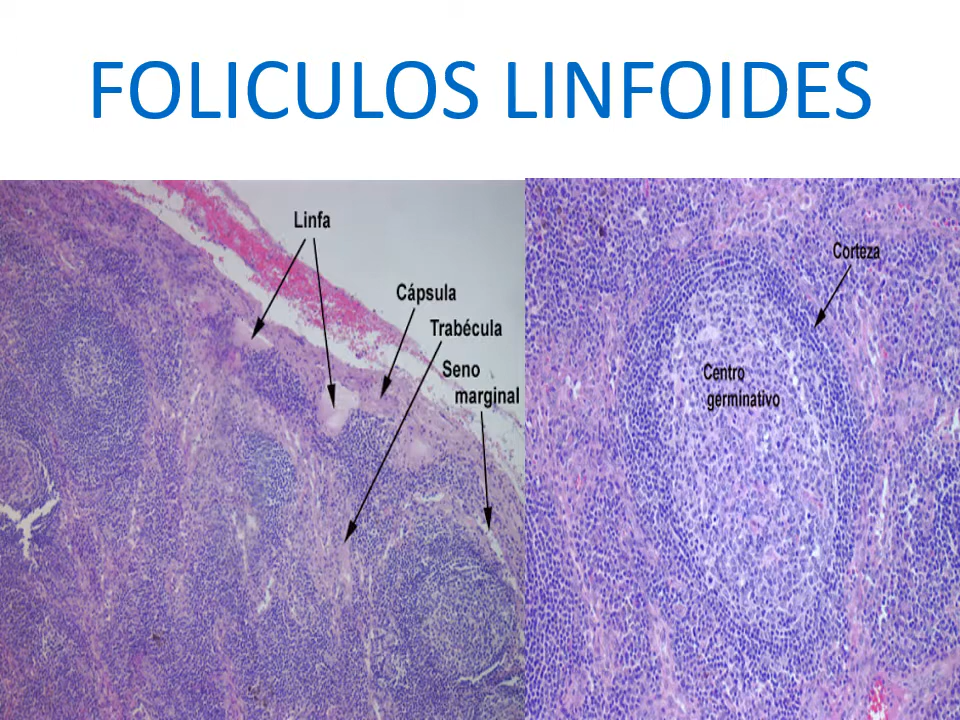 FOLICULOS LINFOIDES
Linfa
Cápsula
Trabécula
Seno
marginal
Corteza
Centro
germinativo